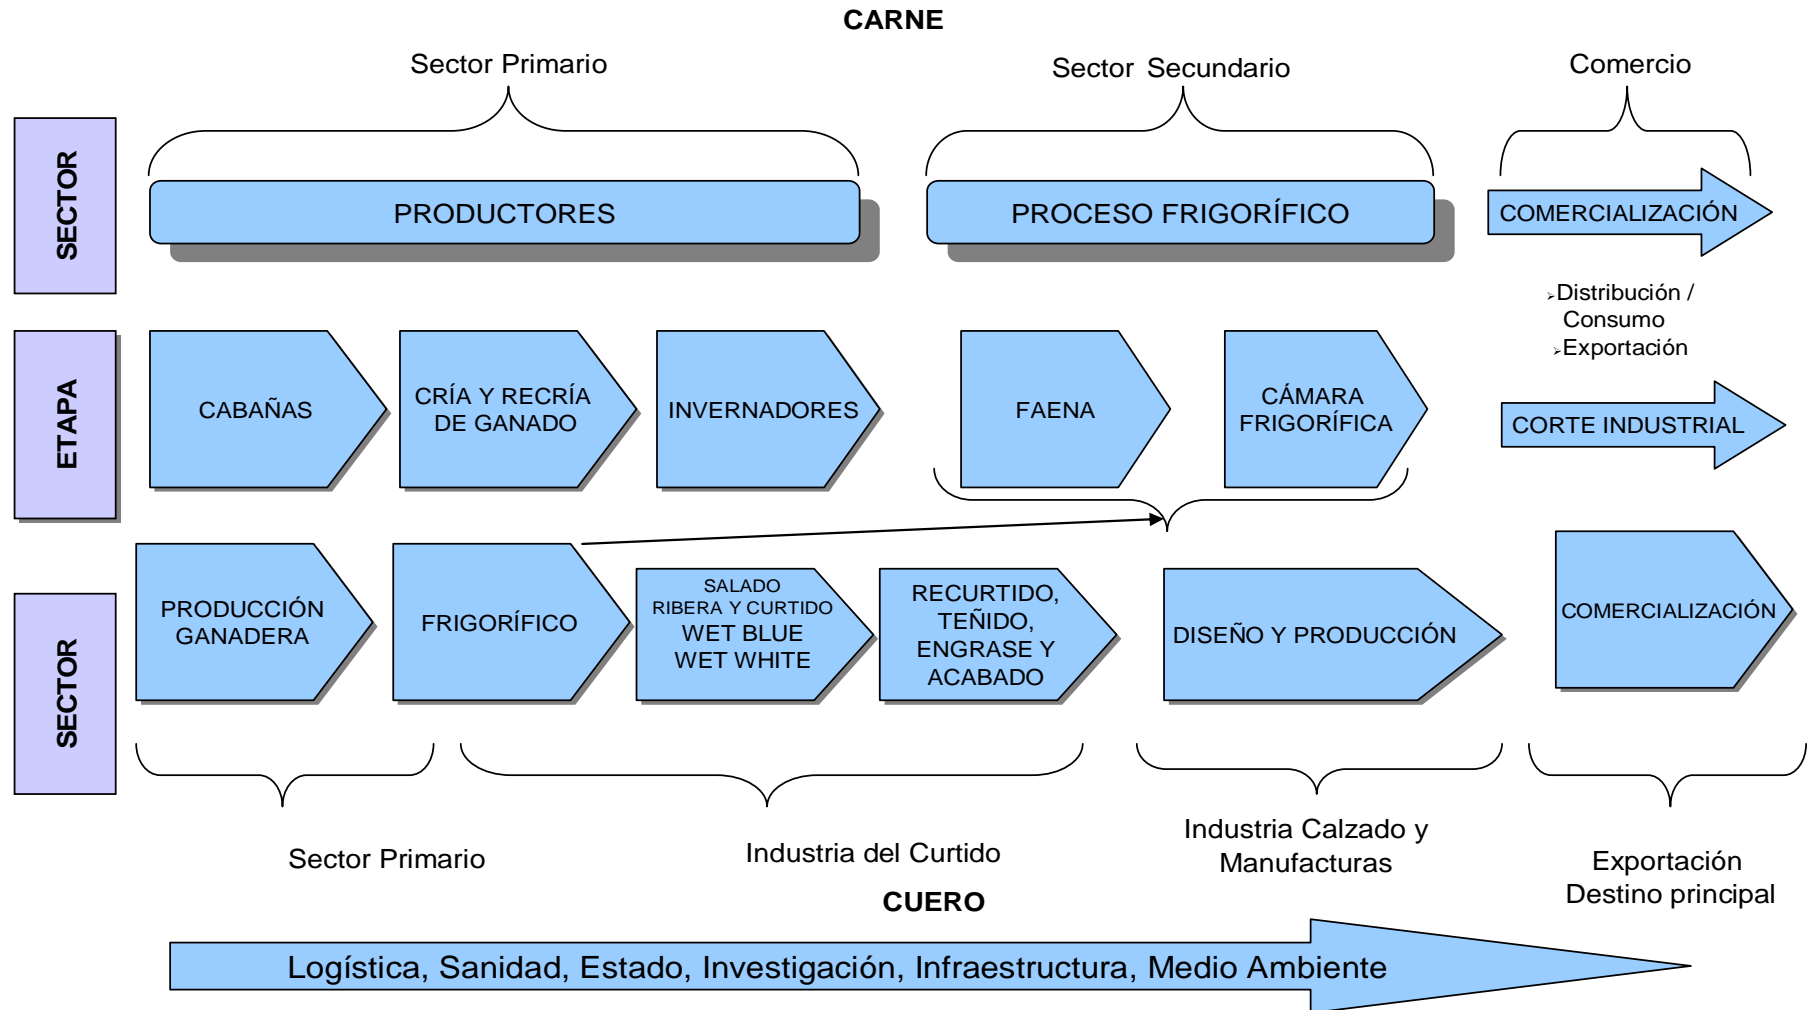 CARNE
Sector Primario
Sector Secundario
Comercio
SECTOR
PRODUCTORES
PROCESO FRIGORÍFICO
COMERCIALIZACIÓN
➢Distribución /
Consumo
➢Exportación
ETAPA
CABAÑAS
CRÍA Y RECRÍA
DE GANADO
INVERNADORES
FAENA
CÁMARA
FRIGORÍFICA
CORTE INDUSTRIAL
SECTOR
PRODUCCIÓN
GANADERA
FRIGORÍFICO
SALADO
RIBERA Y CURTIDO
WET BLUE
WET WHITE
RECURTIDO,
TEÑIDO,
ENGRASE Y
ACABADO
DISEÑO Y PRODUCCIÓN
COMERCIALIZACIÓN
Sector Primario
Industria del Curtido
Industria Calzado y
Manufacturas
Exportación
Destino principal
CUERO
Logística, Sanidad, Estado, Investigación, Infraestructura, Medio Ambiente